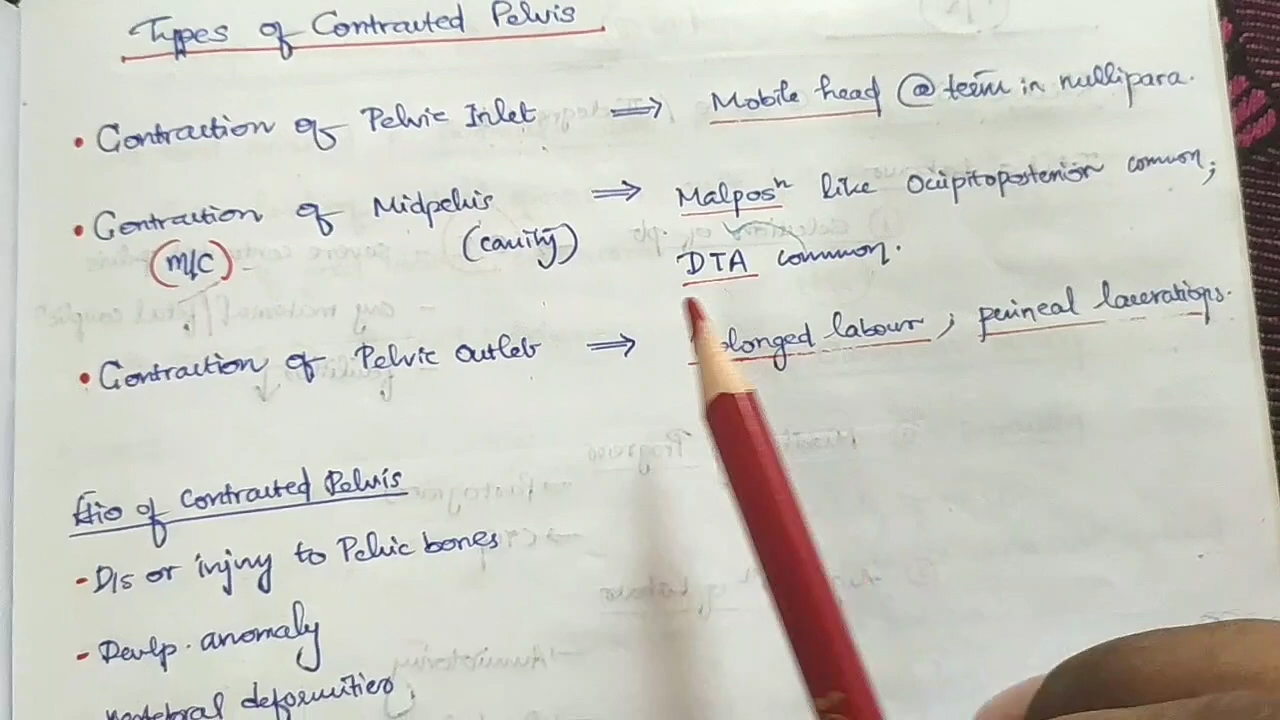 Types of Contracted Pelvis
• Contraction of Pelvic Inlet ⟹ Mobile head @ term in nullipara.
• Contraction of Midpelvis ⟹ Malposⁿ like Occipitoposterior common;
(M/C) (cavity) DTA common.
• Contraction of Pelvic Outlet ⟹ longed labour ; perineal lacerations.
Etio of Contracted Pelvis
- D/s or injury to Pelvic bones
- Devlp. anomaly
vertebral deformities,